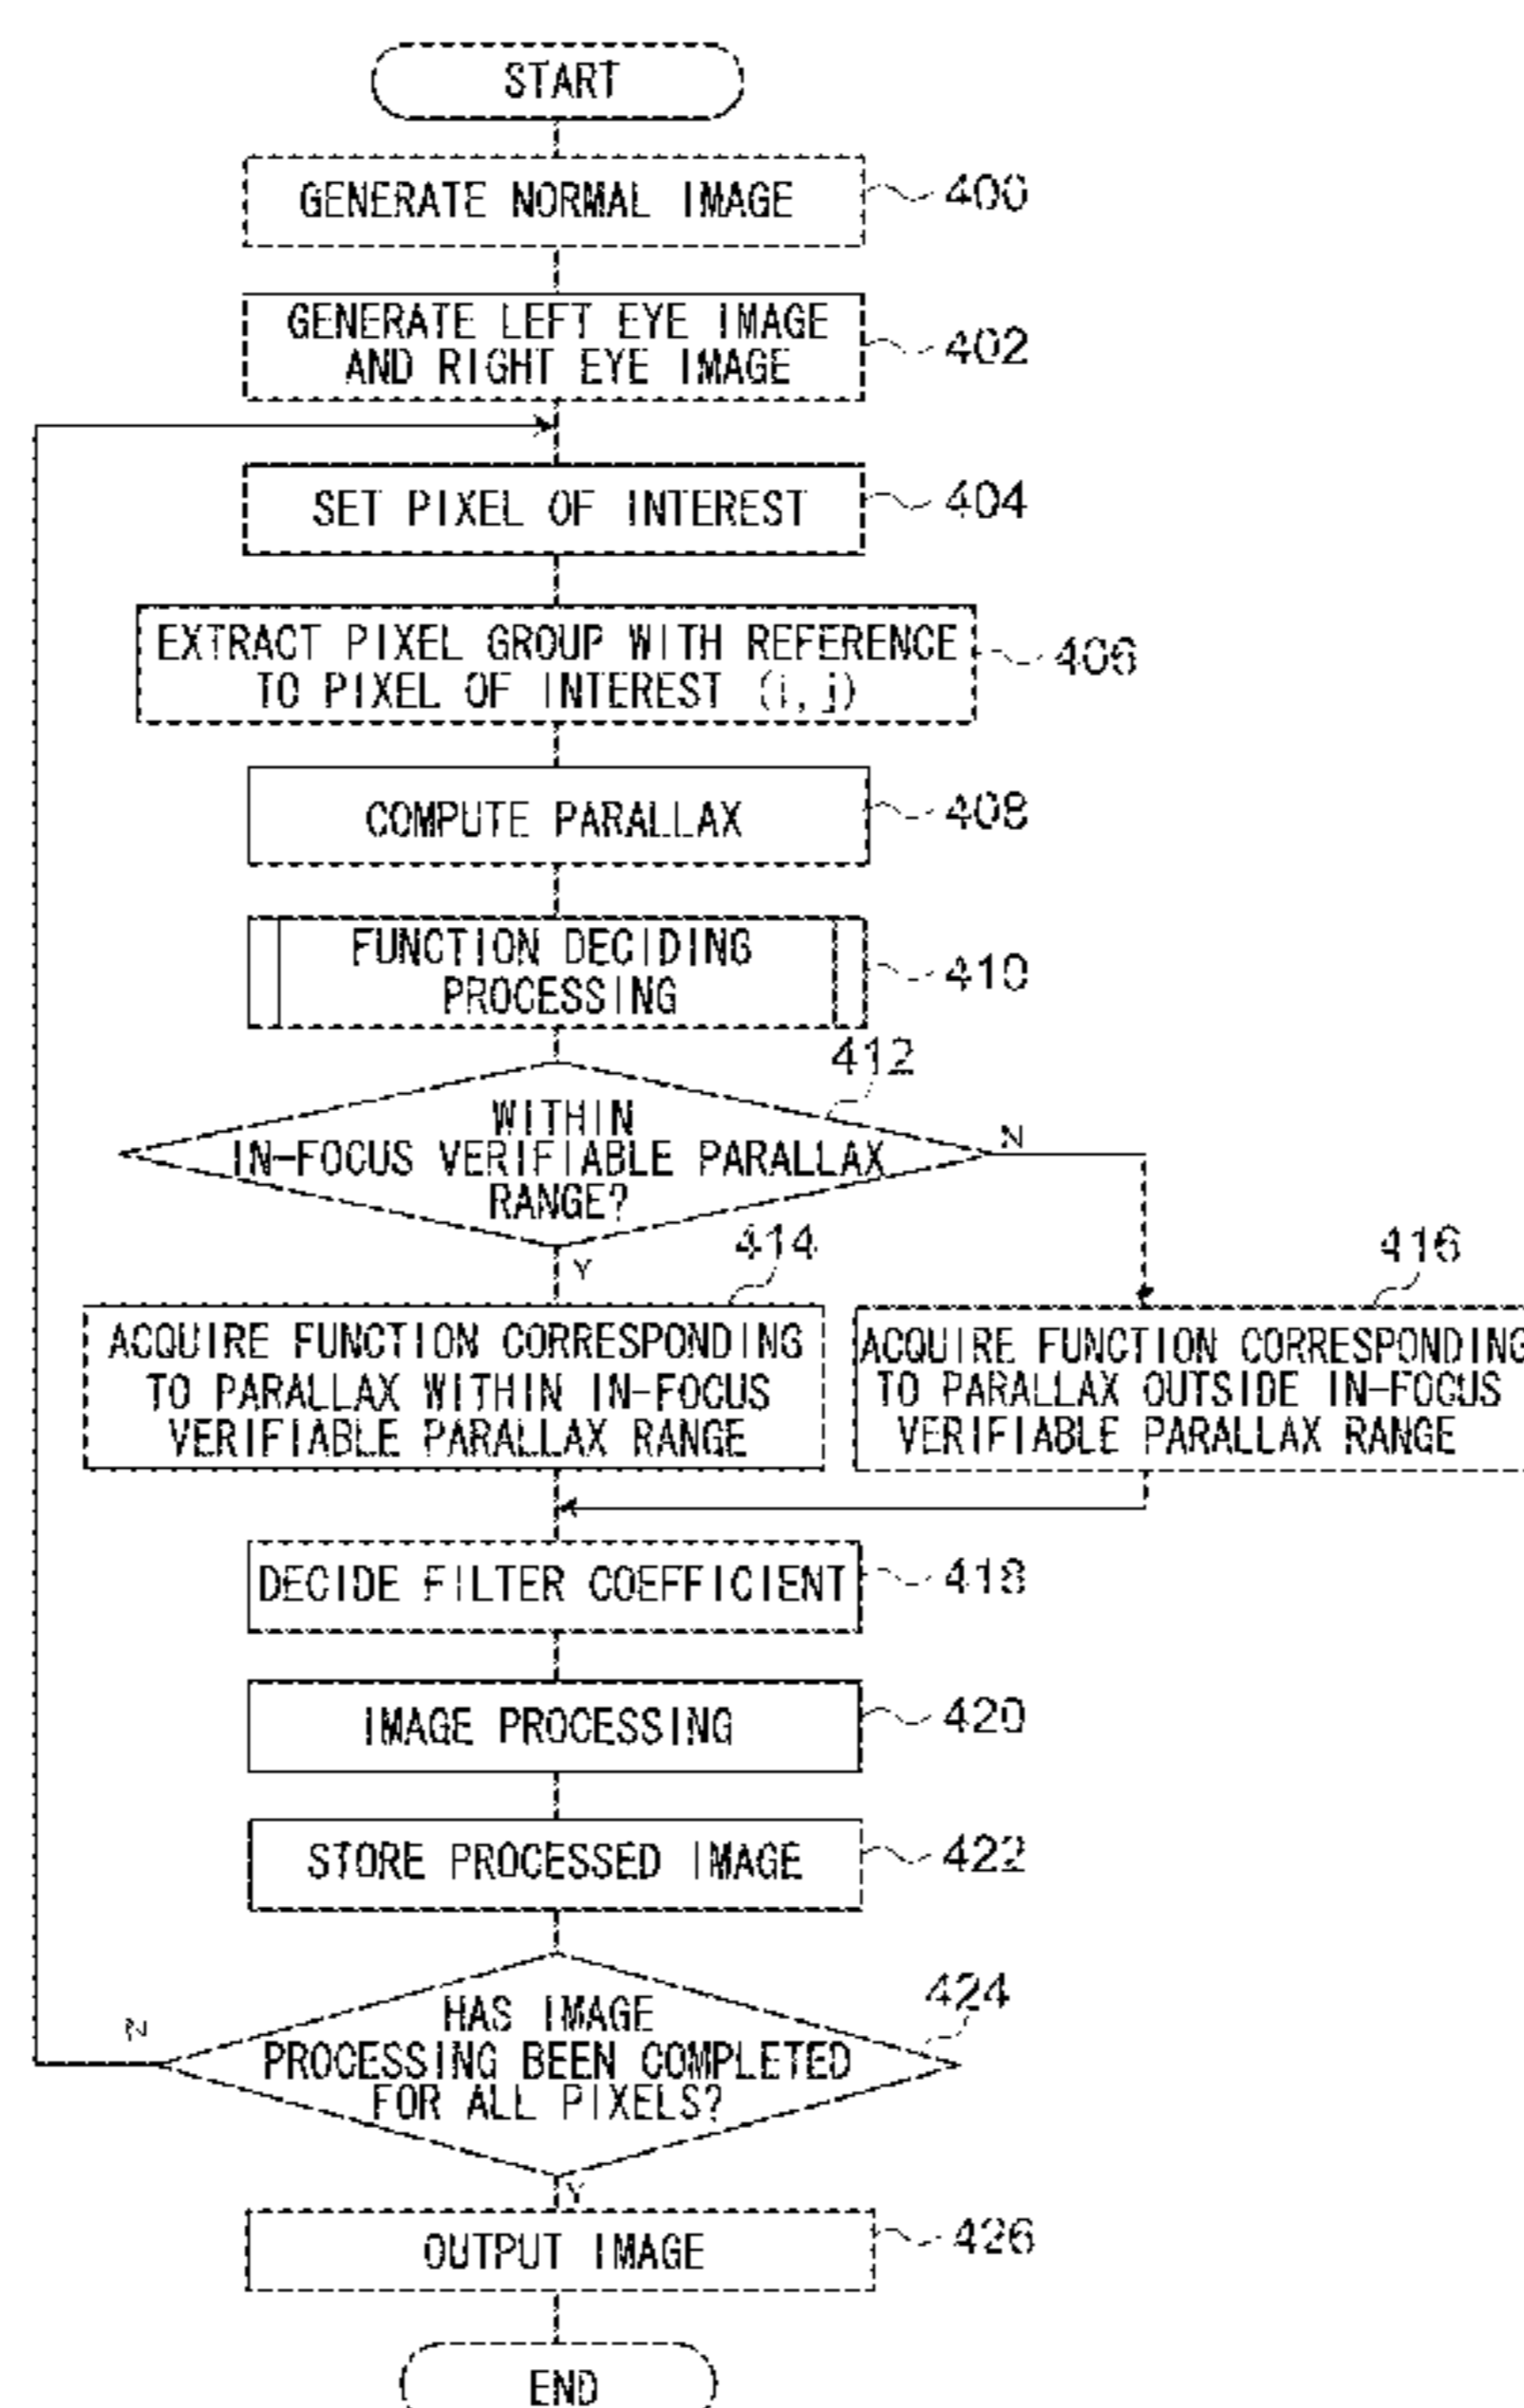 START
GENERATE NORMAL IMAGE
400
GENERATE LEFT EYE IMAGE
AND RIGHT EYE IMAGE
402
SET PIXEL OF INTEREST
404
EXTRACT PIXEL GROUP WITH REFERENCE
TO PIXEL OF INTEREST (i, j)
406
COMPUTE PARALLAX
408
FUNCTION DECIDING
PROCESSING
410
412
WITHIN
IN-FOCUS VERIFIABLE PARALLAX
RANGE?
N
Y
414
ACQUIRE FUNCTION CORRESPONDING
TO PARALLAX WITHIN IN-FOCUS
VERIFIABLE PARALLAX RANGE
416
ACQUIRE FUNCTION CORRESPONDING
TO PARALLAX OUTSIDE IN-FOCUS
VERIFIABLE PARALLAX RANGE
DECIDE FILTER COEFFICIENT
418
IMAGE PROCESSING
420
STORE PROCESSED IMAGE
422
424
HAS IMAGE
PROCESSING BEEN COMPLETED
FOR ALL PIXELS?
N
Y
OUTPUT IMAGE
426
END